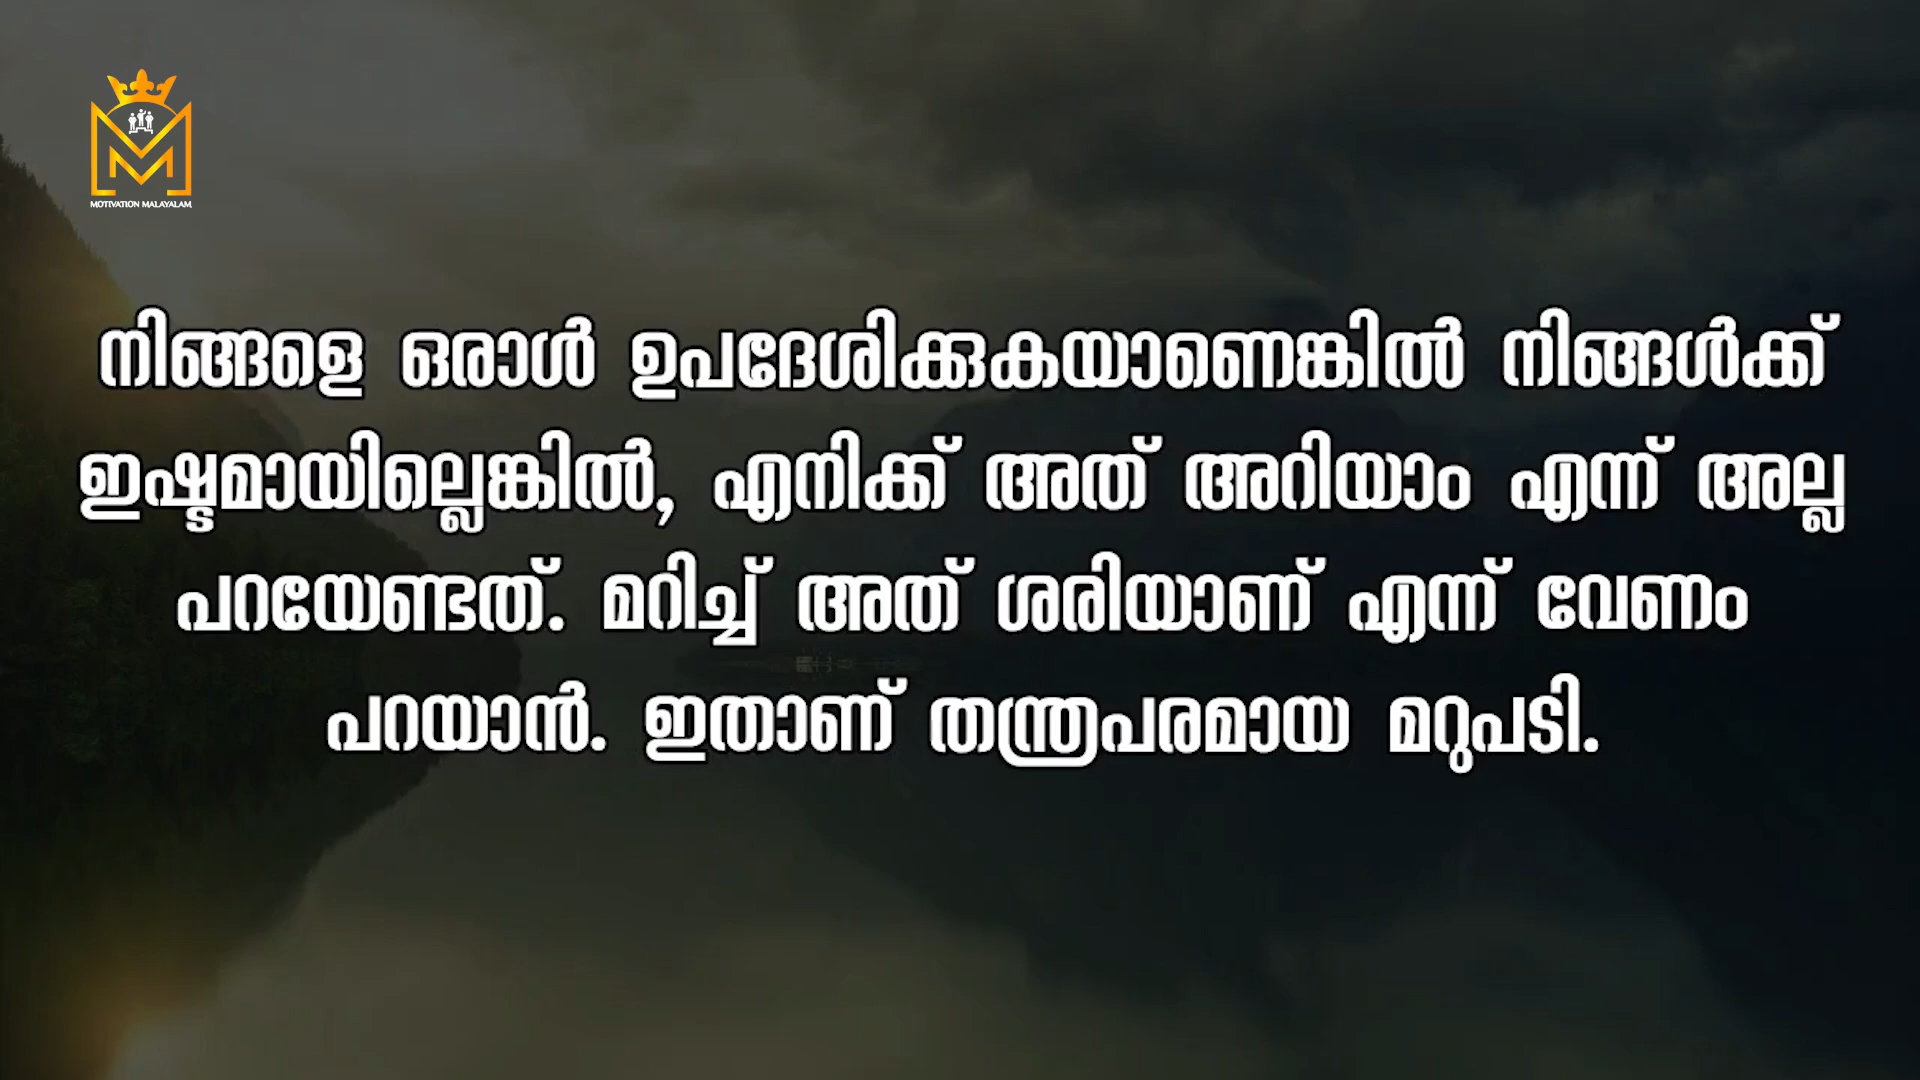 MOTIVATION MALAYALAM
നിങ്ങളെ ഒരാൾ ഉപദേശിക്കുകയാണെങ്കിൽ നിങ്ങൾക്ക്
ഇഷ്ടമായില്ലെങ്കിൽ, എനിക്ക് അത് അറിയാം എന്ന് അല്ല
പറയേണ്ടത്. മറിച്ച് അത് ശരിയാണ് എന്ന് വേണം
പറയാൻ. ഇതാണ് തന്ത്രപരമായ മറുപടി.